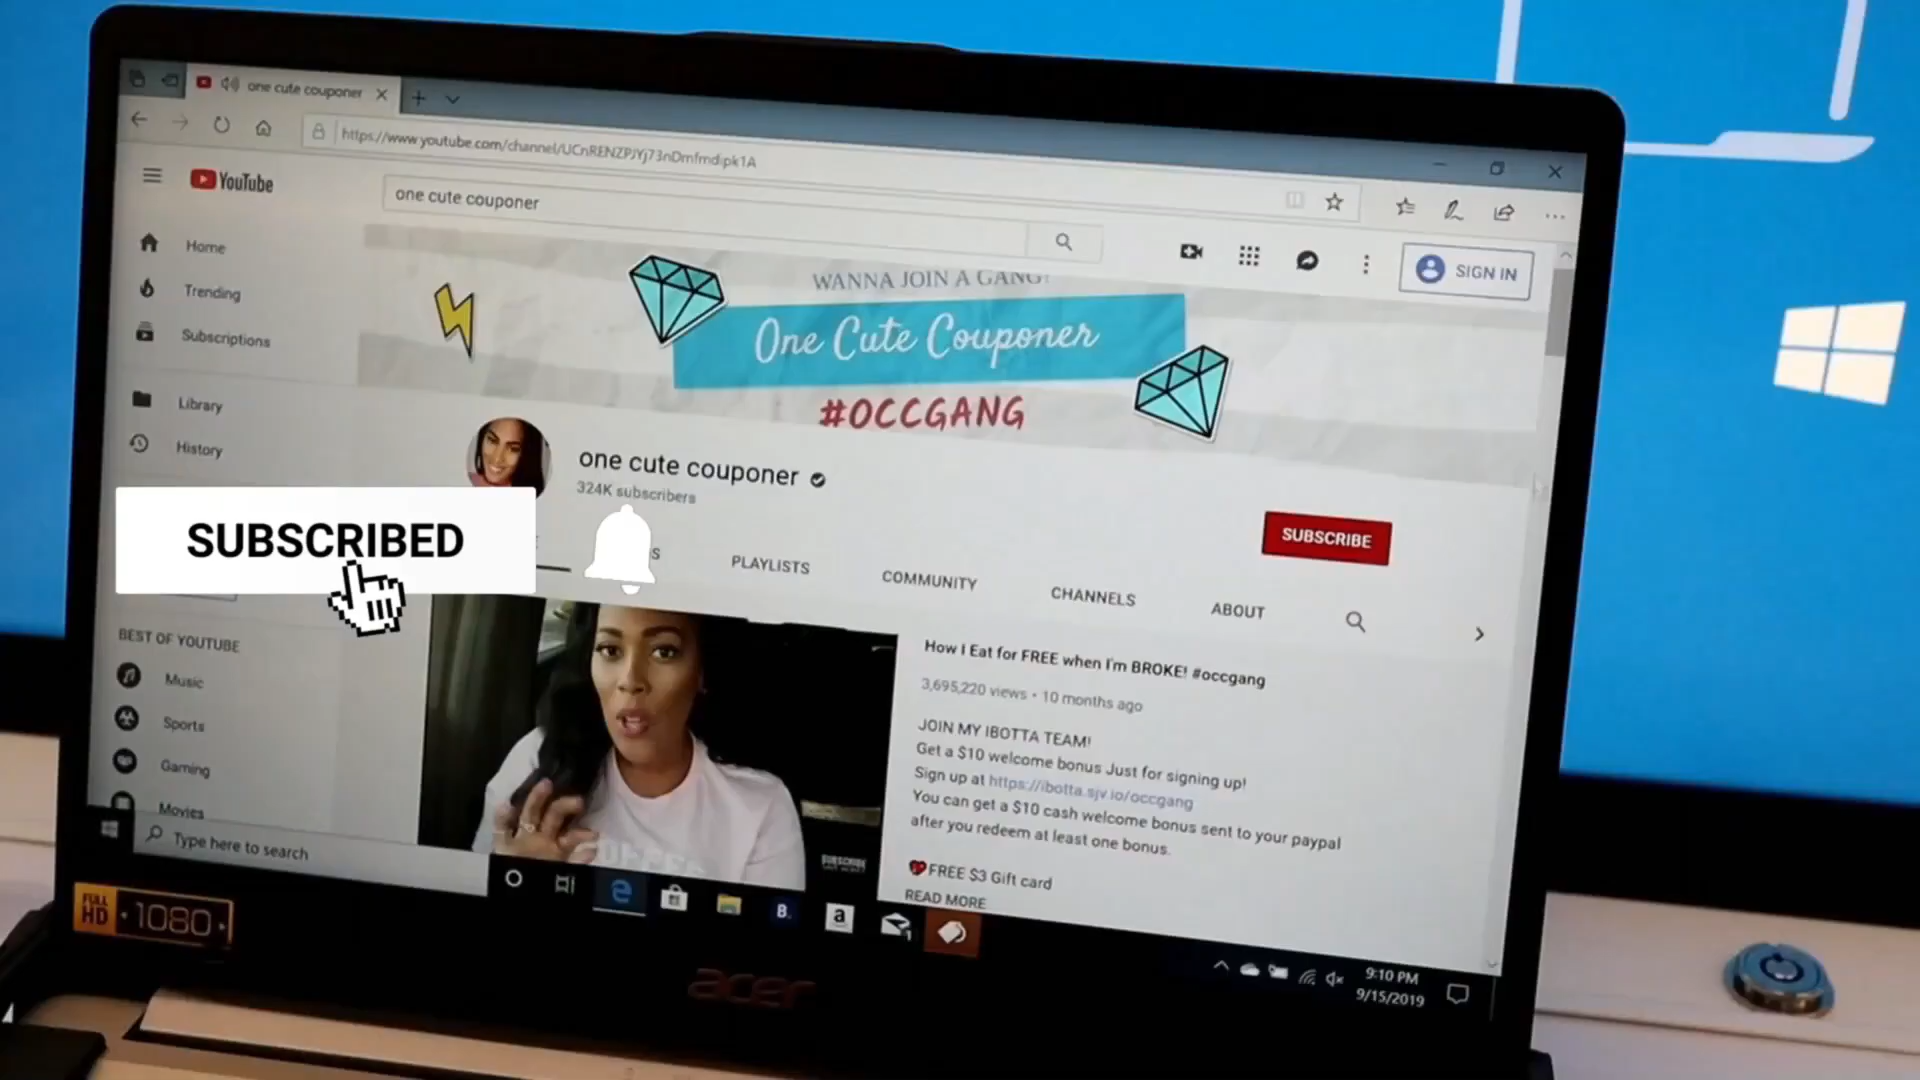 one cute couponer
https://www.youtube.com/channel/UCnRENZPJYj73nDmfmdipk1A
YouTube
one cute couponer
SIGN IN
Home
Trending
Subscriptions
Library
History
WANNA JOIN A GANG?
One Cute Couponer
#OCCGANG
one cute couponer
324K subscribers
SUBSCRIBE
SUBSCRIBED
PLAYLISTS
COMMUNITY
CHANNELS
ABOUT
BEST OF YOUTUBE
Music
Sports
Gaming
Movies
How I Eat for FREE when I'm BROKE! #occgang
3,695,220 views • 10 months ago
JOIN MY IBOTTA TEAM!
Get a $10 welcome bonus Just for signing up!
Sign up at https://ibotta.sjv.io/occgang
You can get a $10 cash welcome bonus sent to your paypal
after you redeem at least one bonus.
FREE $3 Gift card
READ MORE
SUBSCRIBE
Type here to search
B.
a
9:10 PM
9/15/2019
FULL HD 1080
acer